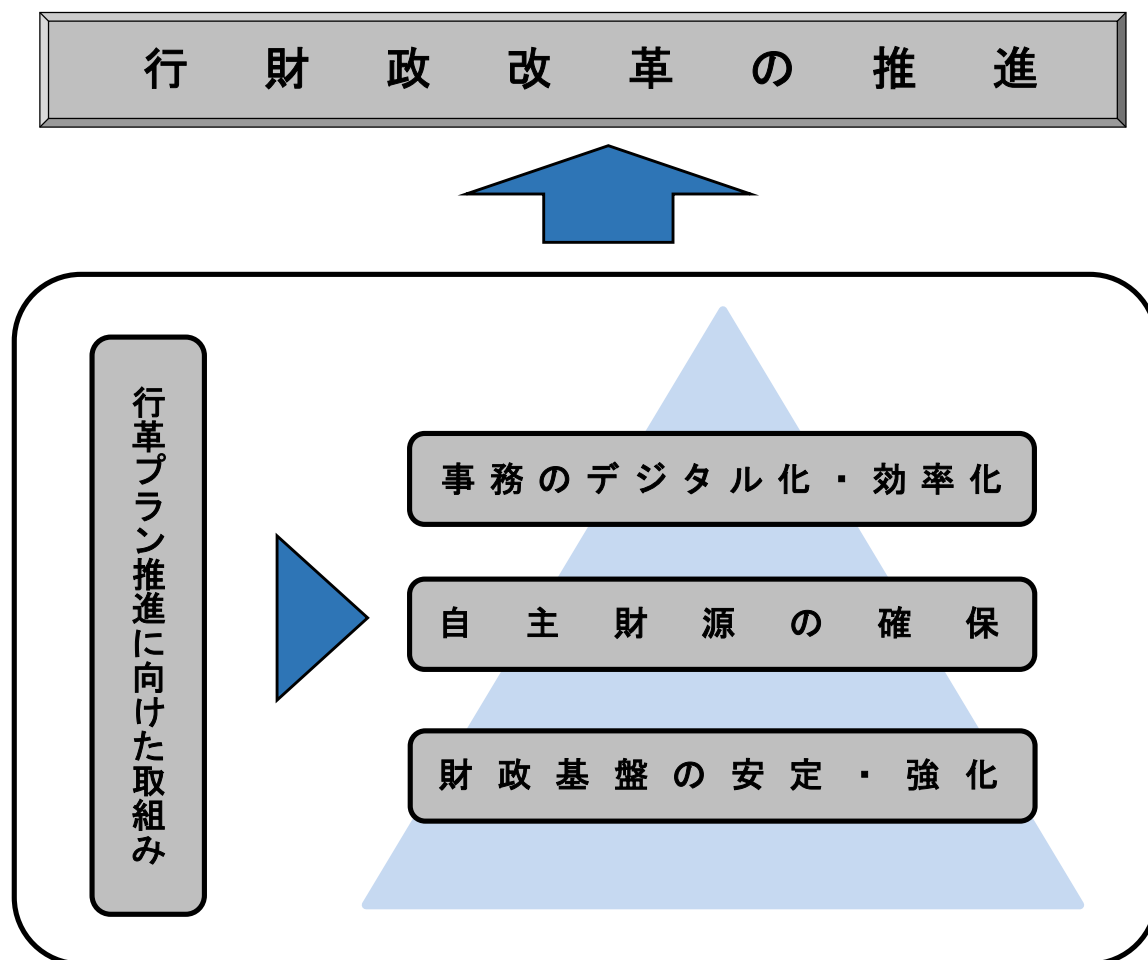 行財政改革の推進
行革プラン推進に向けた取組み
事務のデジタル化・効率化
自主財源の確保
財政基盤の安定・強化